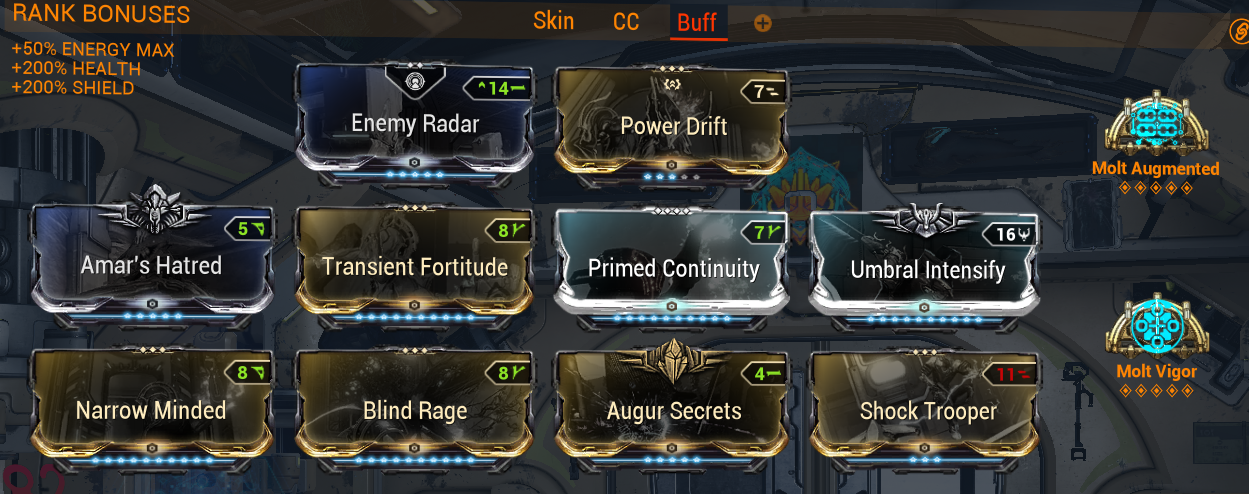 RANK BONUSES
+50% ENERGY MAX
+200% HEALTH
+200% SHIELD
Skin CC Buff
14
Enemy Radar
7
Power Drift
Molt Augmented
5
Amar's Hatred
8
Transient Fortitude
7
Primed Continuity
16
Umbral Intensify
8
Narrow Minded
8
Blind Rage
4
Augur Secrets
11
Shock Trooper
Molt Vigor